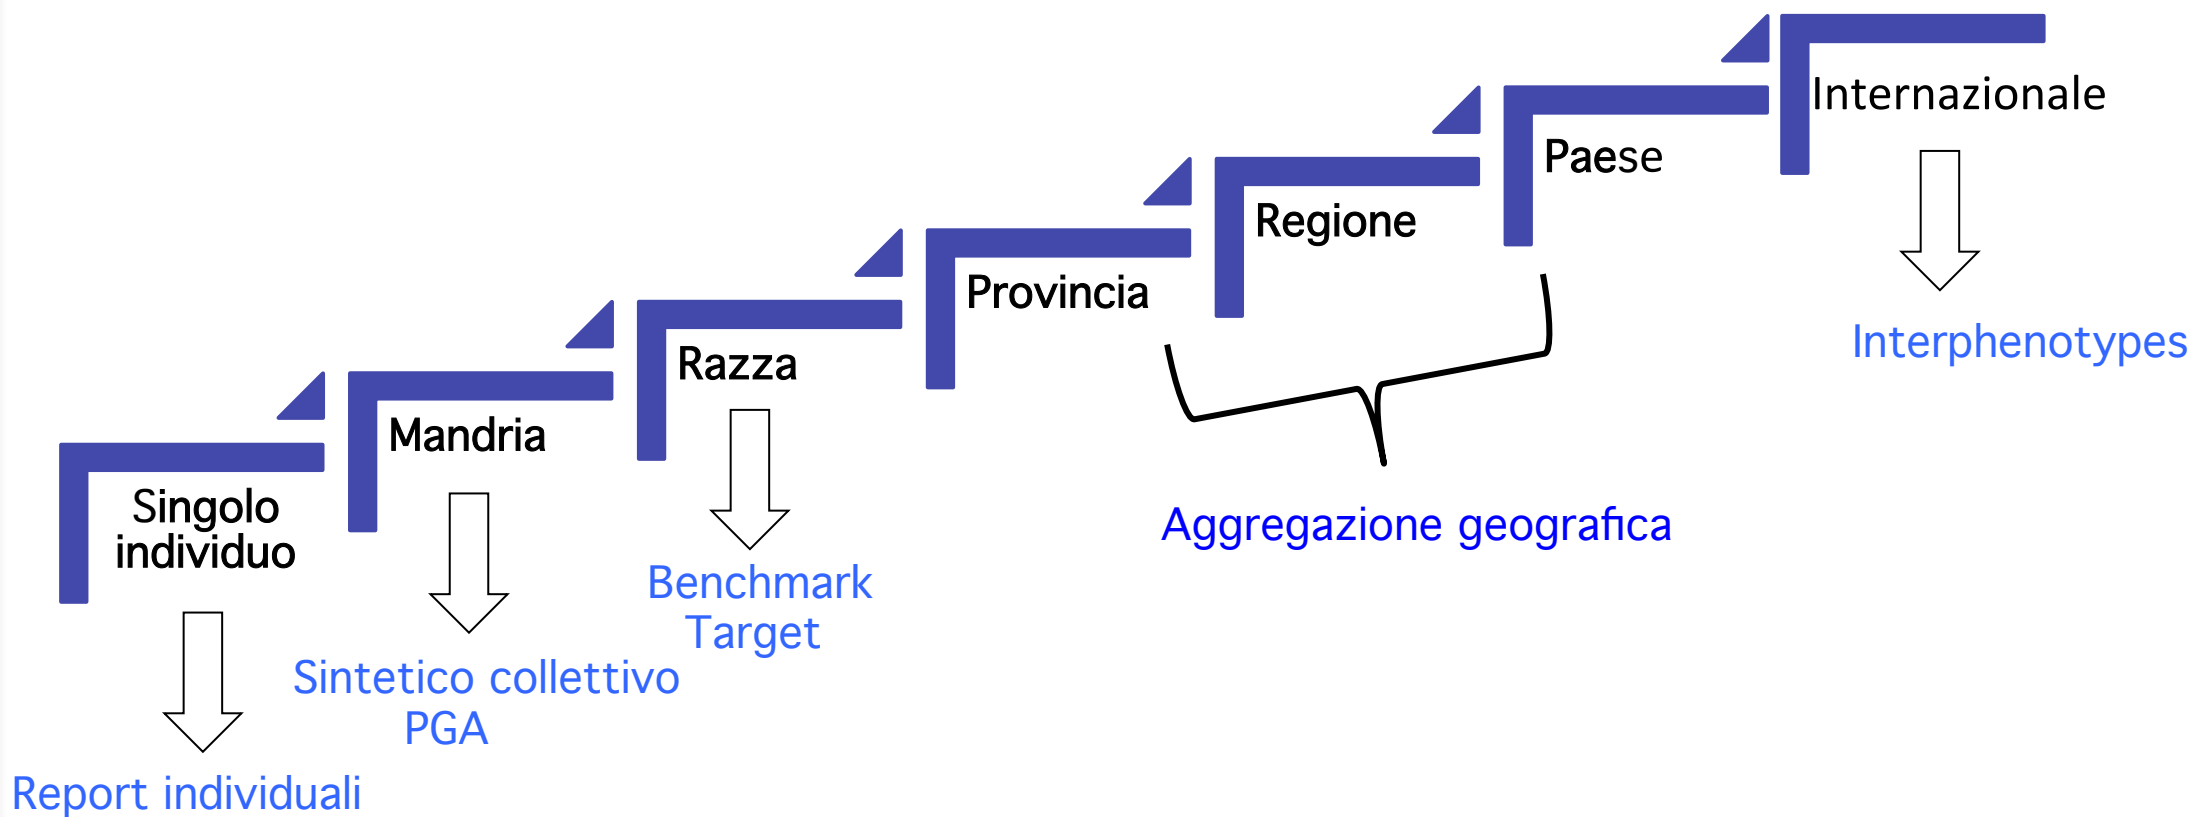 Singolo
individuo
Report individuali
Mandria
Sintetico collettivo
PGA
Razza
Benchmark
Target
Provincia
Regione
Paese
Aggregazione geografica
Internazionale
Interphenotypes